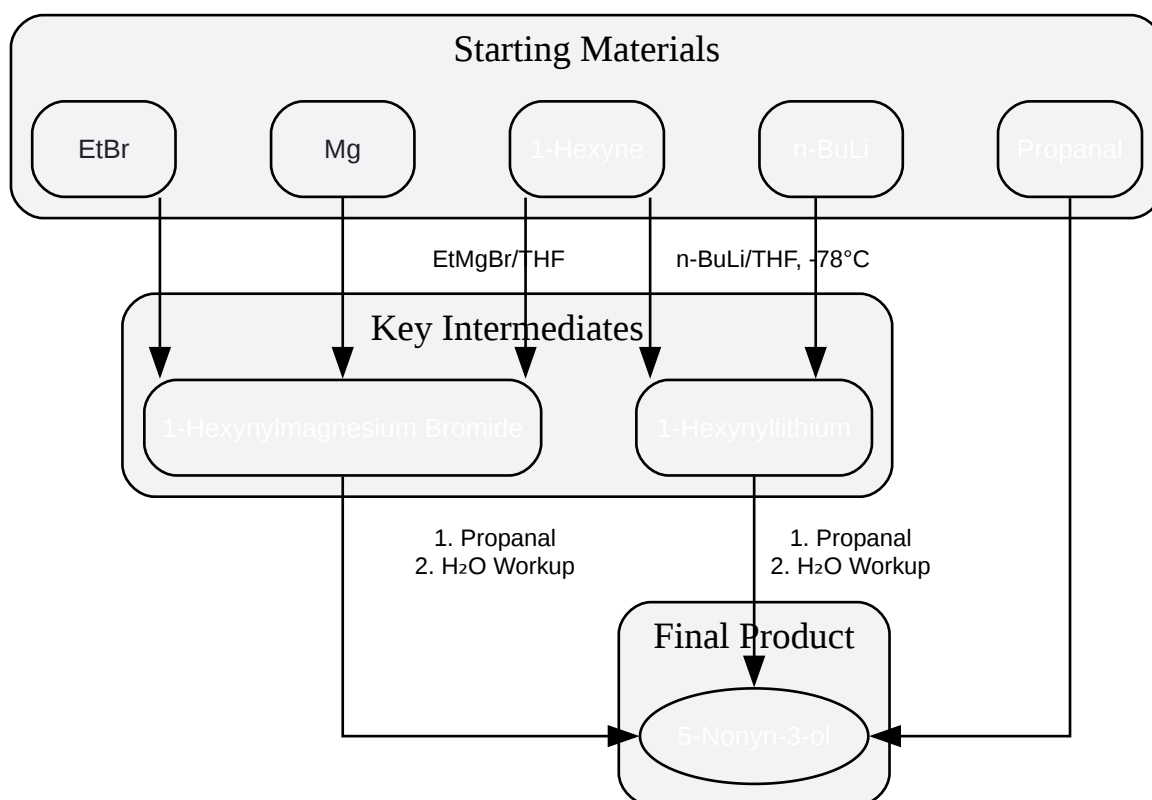 Starting Materials
EtBr
Mg
1-Hexyne
n-BuLi
Propanal
EtMgBr/THF
n-BuLi/THF, -78°C
Key Intermediates
1-Hexynylmagnesium Bromide
1-Hexynyllithium
1. Propanal
2. H₂O Workup
1. Propanal
2. H₂O Workup
Final Product
5-Nonyn-3-ol